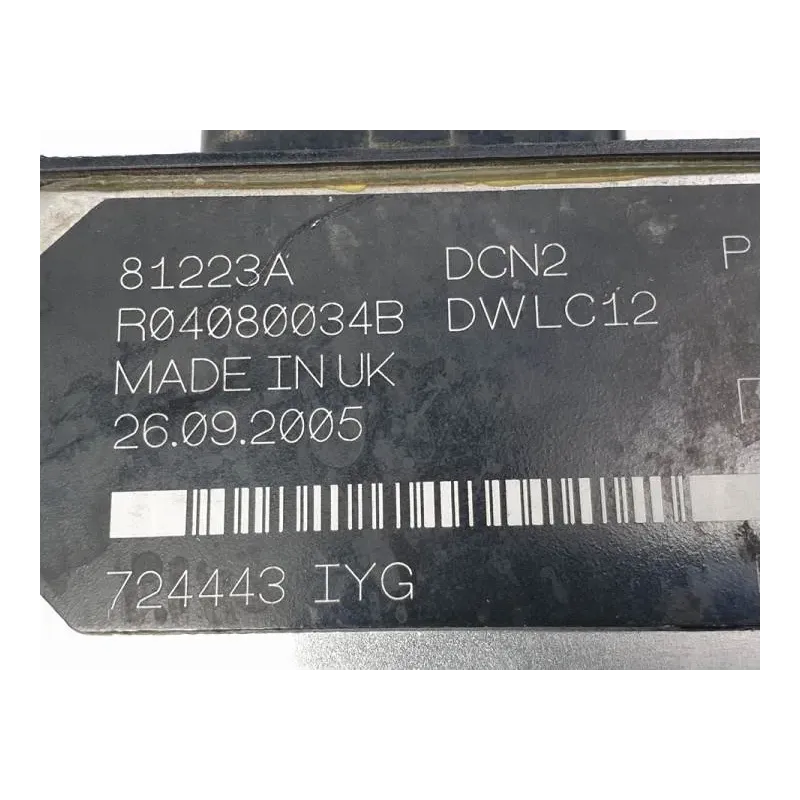 81223A DCN2 P
R04080034B DWLC12
MADE IN UK
26.09.2005
724443 IYG